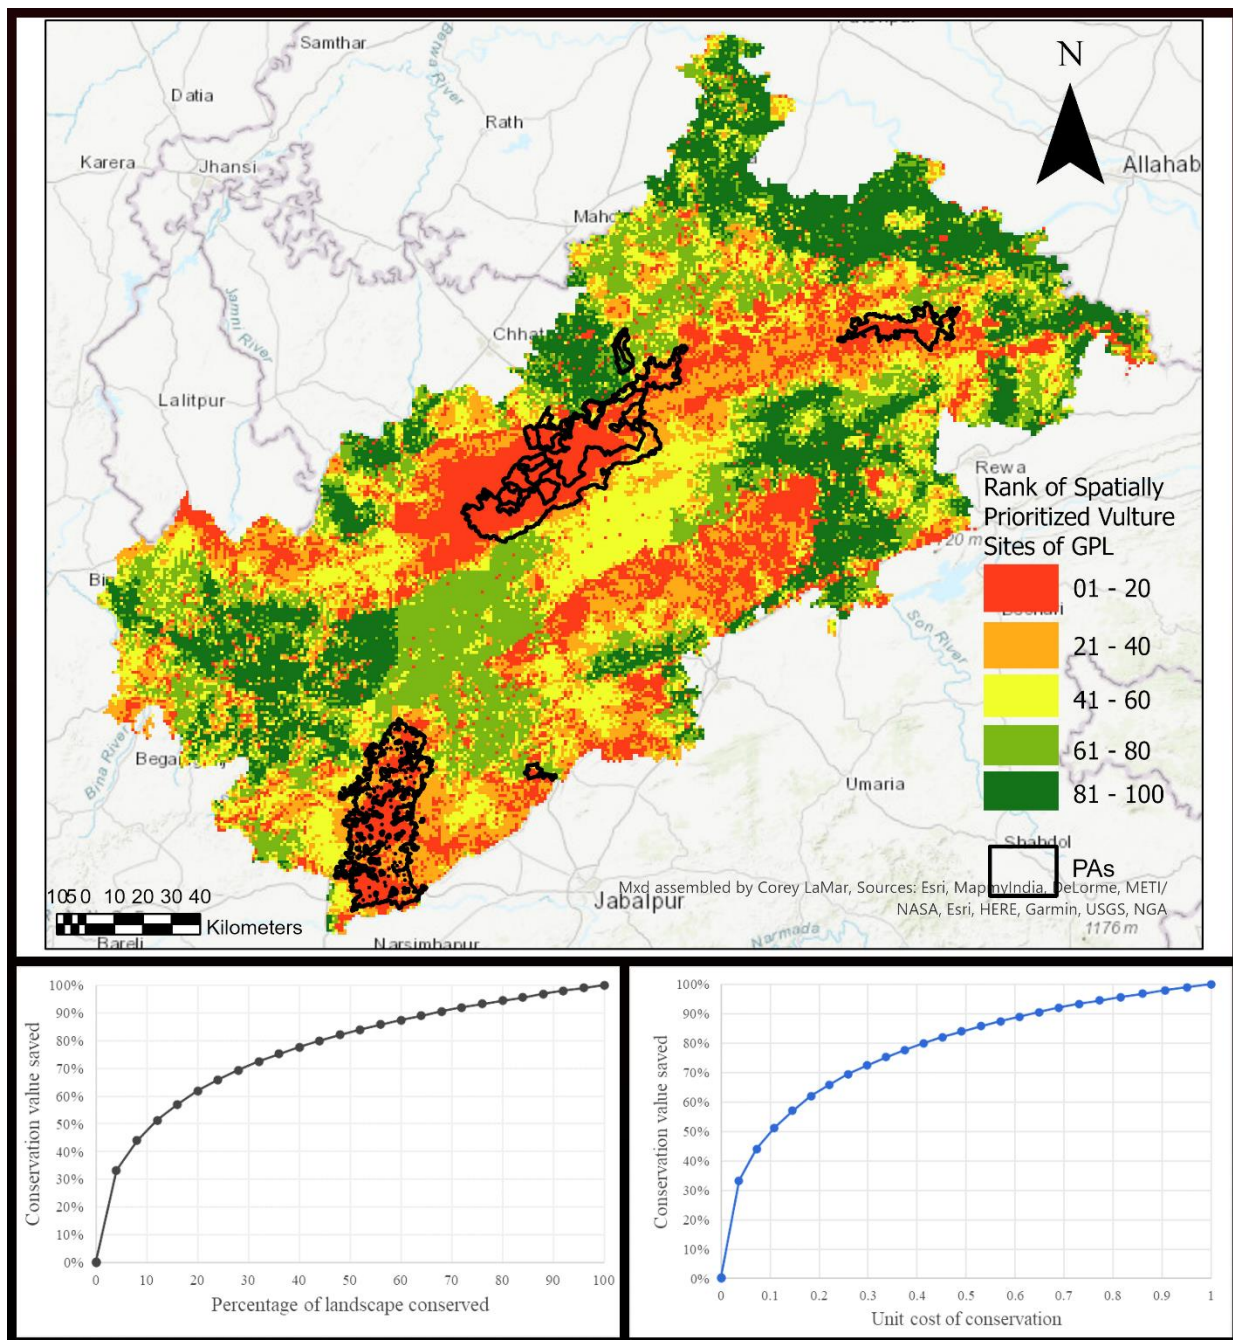 Samthar
Betwa River
N
Datia
Rath
Karera
Jhansi
Allahab
Maho
Jamni River
Chhat
Lalitpur
Rewa
Rank of Spatially
Prioritized Vulture
Sites of GPL
20 m
01 - 20
Son River
21 - 40
41 - 60
61 - 80
81 - 100
Bina River
Umaria
Shahdol
PAs
Mxd assembled by Corey LaMar, Sources: Esri, MapmyIndia, DeLorme, METI/
NASA, Esri, HERE, Garmin, USGS, NGA
Jabalpur
10 5 0 10 20 30 40
Kilometers
Bareli
Narsimhapur
Narmada
1176 m
100%
90%
80%
70%
60%
50%
40%
30%
20%
10%
0%
Conservation value saved
0 10 20 30 40 50 60 70 80 90 100
Percentage of landscape conserved
100%
90%
80%
70%
60%
50%
40%
30%
20%
10%
0%
Conservation value saved
0 0.1 0.2 0.3 0.4 0.5 0.6 0.7 0.8 0.9 1
Unit cost of conservation